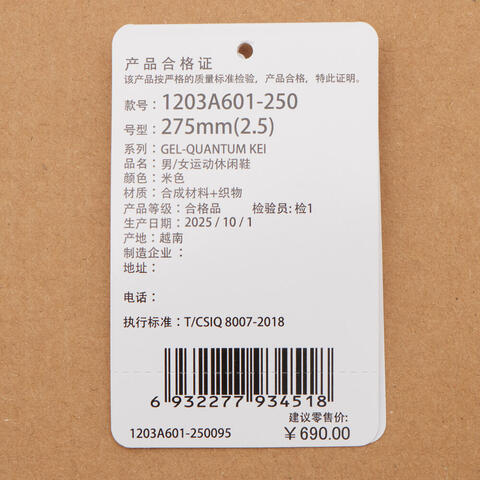 产品合格证
该产品按严格的质量标准检验，产品合格，特此证明。
款号: 1203A601-250
号型: 275mm(2.5)
系列: GEL-QUANTUM KEI
品名: 男/女运动休闲鞋
颜色: 米色
材质: 合成材料+织物
产品等级: 合格品 检验员: 检1
生产日期: 2025 / 10 / 1
产地: 越南
制造企业:
地址:
电话:
执行标准: T/CSIQ 8007-2018
6 932277 934518
建议零售价:
¥ 690.00
1203A601-250095